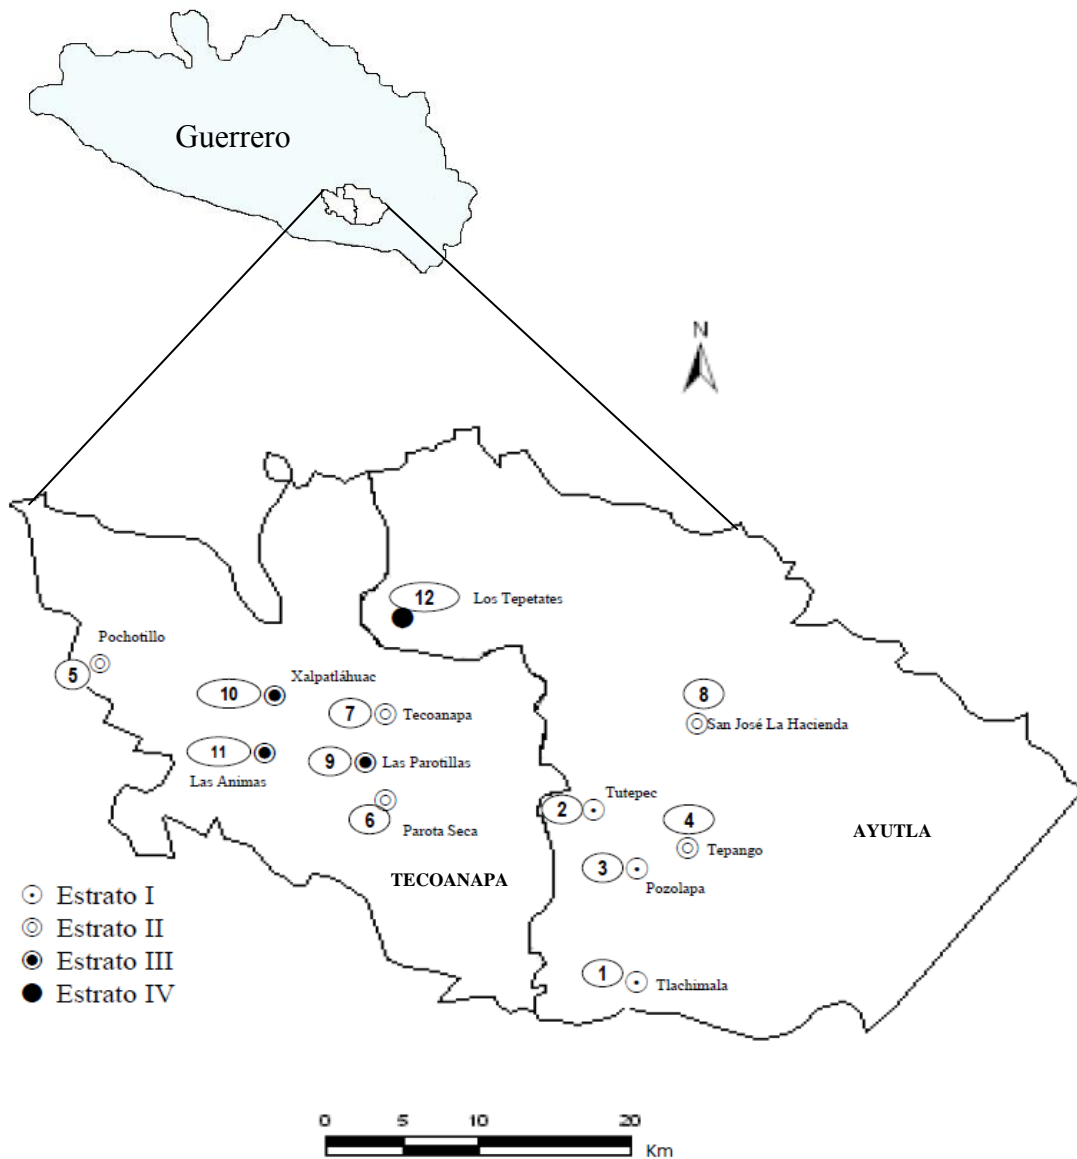 Guerrero
N
12
Los Tepetates
Pochotillo
5
Xalpatláhuac
10
7
Tecoanapa
8
San José La Hacienda
11
Las Animas
9
Las Parotillas
6
Parota Seca
2
Tutepec
4
Tepango
AYUTLA
3
Pozolapa
TECOANAPA
1
Tlachimala
Estrato I
Estrato II
Estrato III
Estrato IV
0 5 10 20
Km